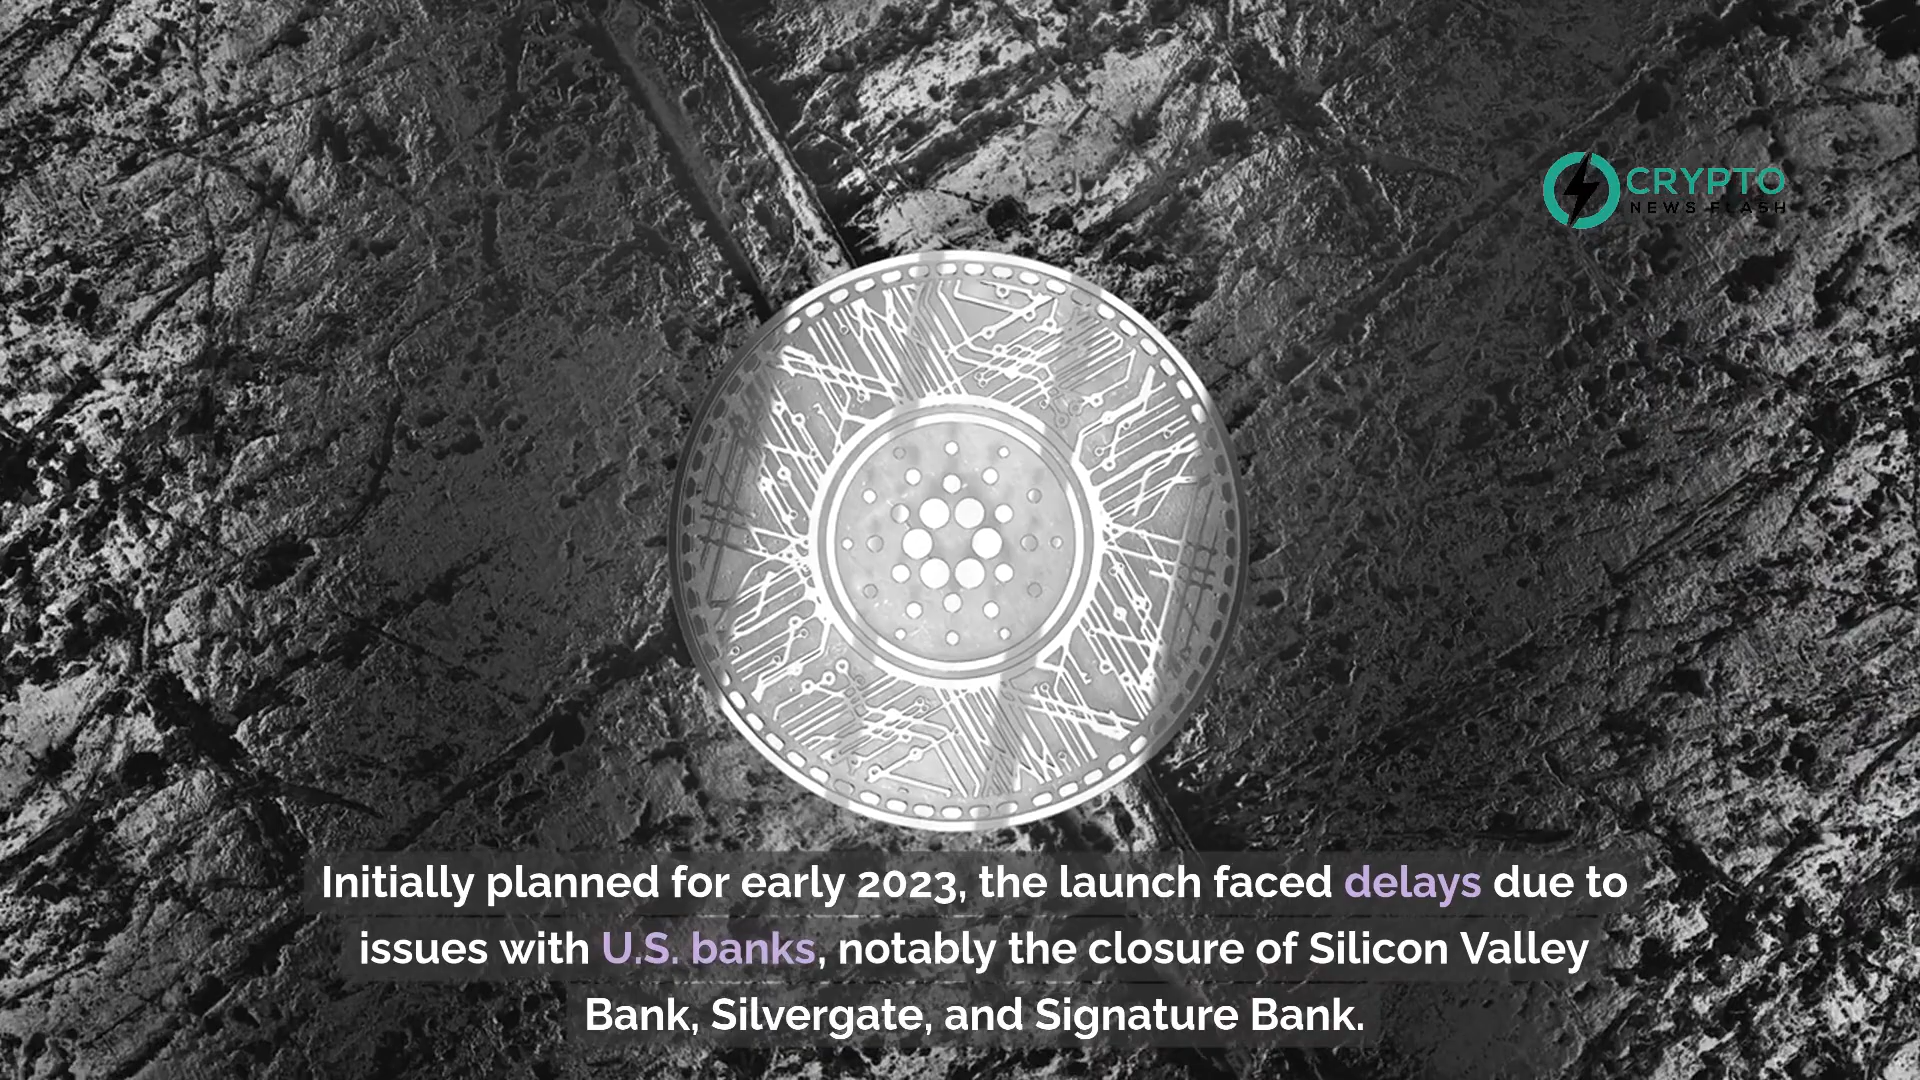 CRYPTO
NEWS FLASH
Initially planned for early 2023, the launch faced delays due to
issues with U.S. banks, notably the closure of Silicon Valley
Bank, Silvergate, and Signature Bank.